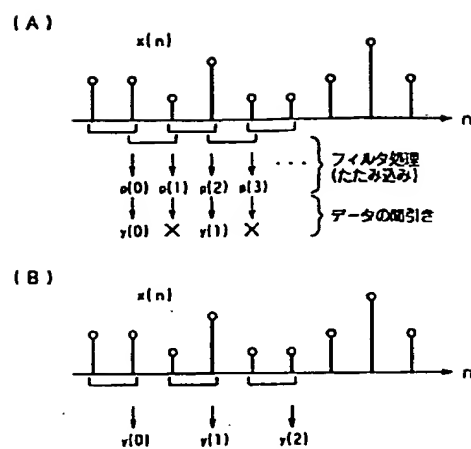 (A)
x(n)
n
p(0) p(1) p(2) p(3)
... フィルタ処理
(たたみ込み)
y(0) × y(1) ×
データの間引き
(B)
x(n)
n
y(0) y(1) y(2)